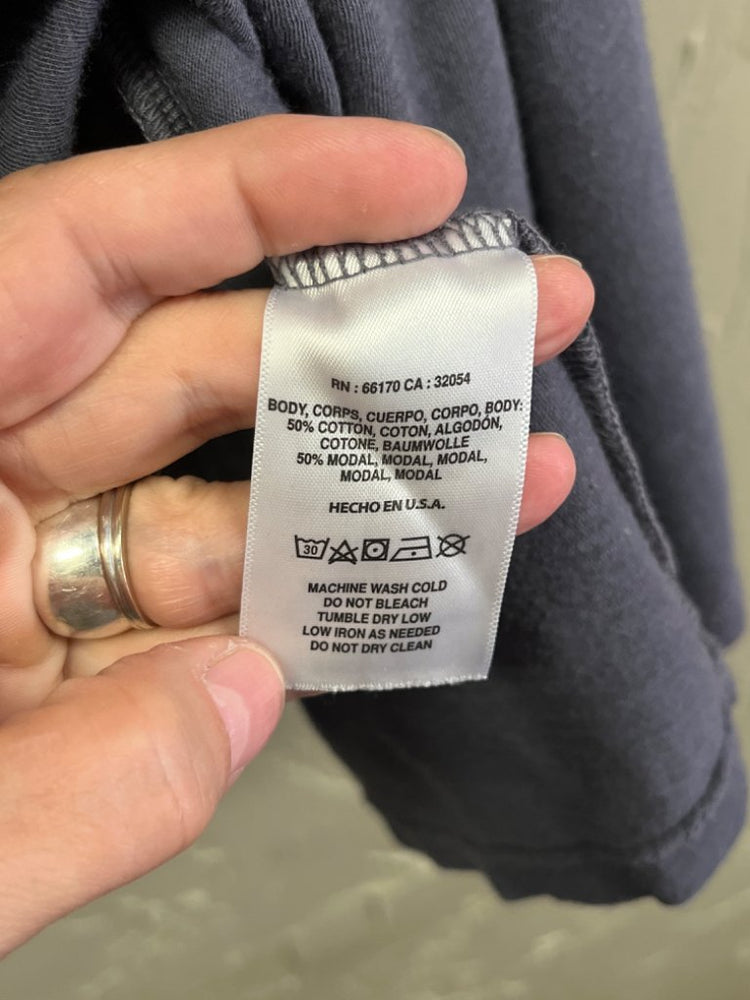 RN : 66170 CA : 32054
BODY, CORPS, CUERPO, CORPO, BODY:
50% COTTON, COTON, ALGODÓN,
COTONE, BAUMWOLLE
50% MODAL, MODAL, MODAL,
MODAL, MODAL
HECHO EN U.S.A.
30
MACHINE WASH COLD
DO NOT BLEACH
TUMBLE DRY LOW
LOW IRON AS NEEDED
DO NOT DRY CLEAN